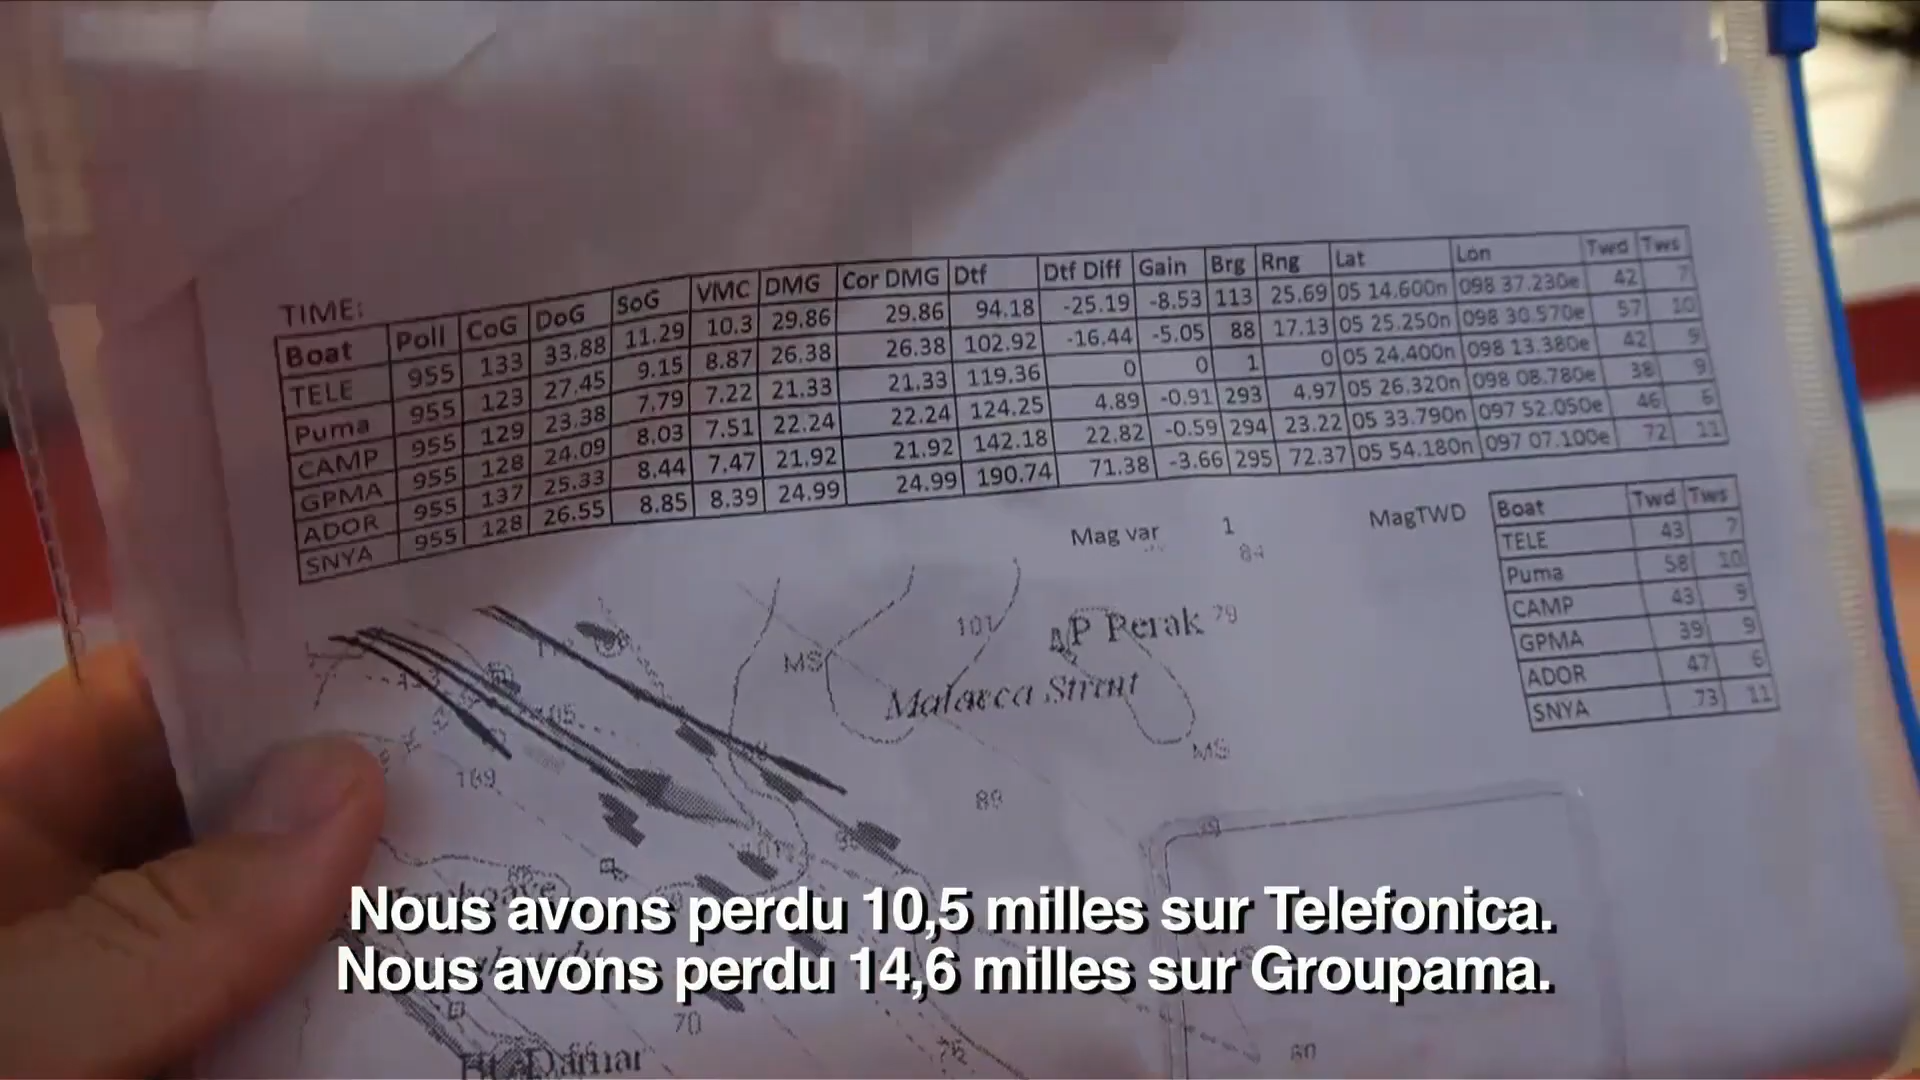 TIME:
Boat Poll CoG DoG SoG VMC DMG Cor DMG Dtf Dtf Diff Gain Brg Rng Lat Lon Twd Tws
TELE 955 133 33.88 11.29 10.3 29.86 29.86 94.18 -25.19 -8.53 113 25.69 05 14.600n 098 37.230e 42 7
Puma 955 123 27.45 9.15 8.87 26.38 26.38 102.92 -16.44 -5.05 88 17.13 05 25.250n 098 30.570e 57 10
CAMP 955 129 23.38 7.79 7.22 21.33 21.33 119.36 0 0 1 0 05 24.400n 098 13.380e 42 9
GPMA 955 128 24.09 8.03 7.51 22.24 22.24 124.25 4.89 -0.91 293 4.97 05 26.320n 098 08.780e 38 9
ADOR 955 137 25.33 8.44 7.47 21.92 21.92 142.18 22.82 -0.59 294 23.22 05 33.790n 097 52.050e 46 6
SNYA 955 128 26.55 8.85 8.39 24.99 24.99 190.74 71.38 -3.66 295 72.37 05 54.180n 097 07.100e 72 11
Mag var 1 MagTWD
Boat Twd Tws
TELE 43 7
Puma 58 10
CAMP 43 9
GPMA 39 9
ADOR 47 6
SNYA 73 11
84
101 P Perak 79
MS
Malacca Strait
MS
169
89
70
Nous avons perdu 10,5 milles sur Telefonica.
Nous avons perdu 14,6 milles sur Groupama.